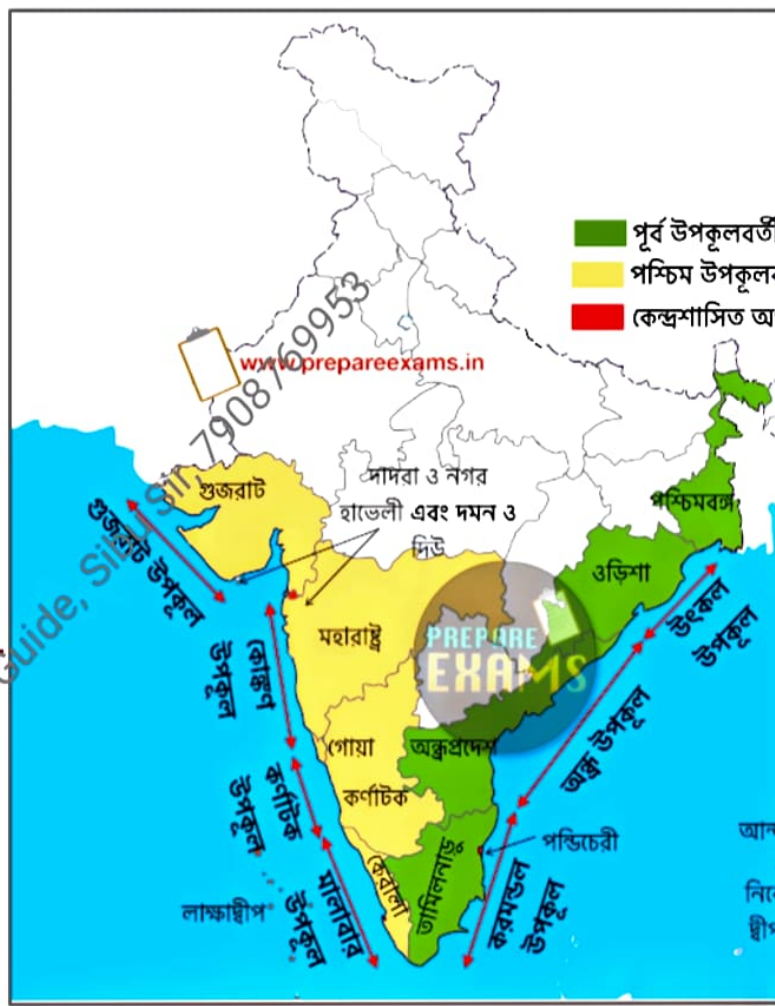 পূর্ব উপকূলবর্তী
পশ্চিম উপকূলব
কেন্দ্রশাসিত অ
www.prepareexams.in
Guide, Sibu Sir, 7908769953
গুজরাট
দাদরা ও নগর
হাভেলী এবং দমন ও
দিউ
পশ্চিমবঙ্গ
ওড়িশা
গুজরাট উপকূল
উৎকল
উপকূল
মহারাষ্ট্র
PREPARE
EXAMS
কোঙ্কণ
উপকূল
অন্ধ্র উপকূল
গোয়া
অন্ধ্রপ্রদেশ
কর্ণাটক
কর্ণাটক
উপকূল
পন্ডিচেরী
আন
কেরালা
তামিলনাড়ু
করমন্ডল
উপকূল
লাক্ষাদ্বীপ
মালাবার
উপকূল
নিবে
দ্বীপ